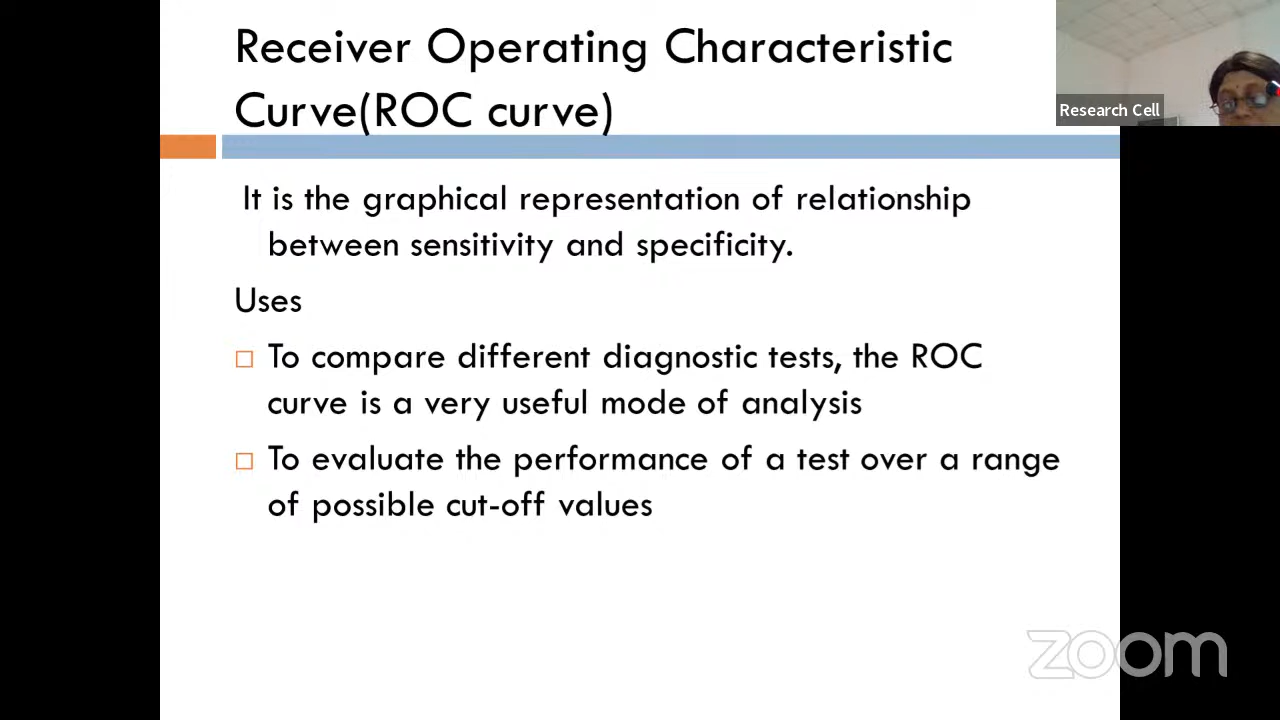 Receiver Operating Characteristic
Curve(ROC curve)
Research Cell
It is the graphical representation of relationship
between sensitivity and specificity.
Uses
To compare different diagnostic tests, the ROC
curve is a very useful mode of analysis
To evaluate the performance of a test over a range
of possible cut-off values
zoom